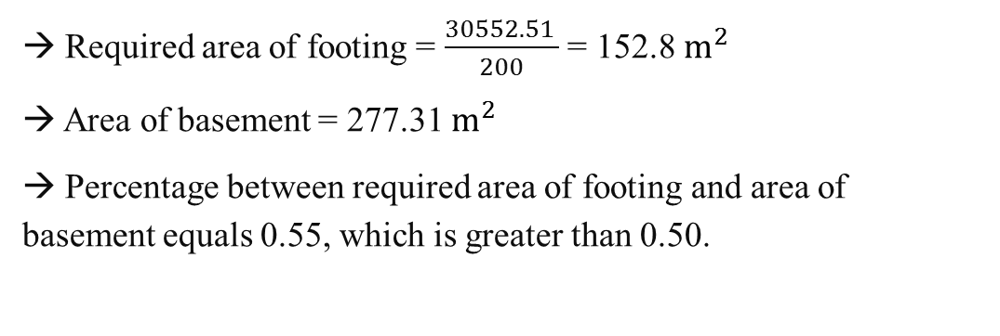 → Required area of footing = 30552.51/200 = 152.8 m²
→ Area of basement = 277.31 m²
→ Percentage between required area of footing and area of
basement equals 0.55, which is greater than 0.50.